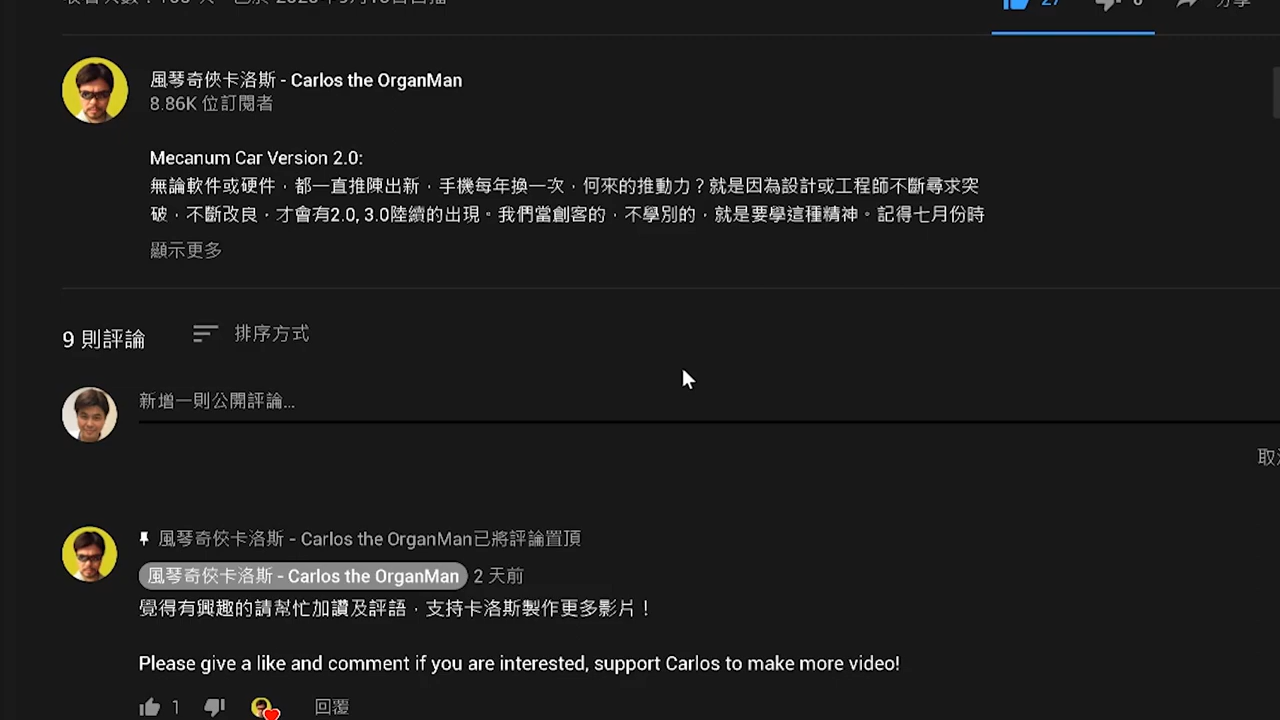 27
分享
風琴奇俠卡洛斯 - Carlos the OrganMan
8.86K 位訂閱者
Mecanum Car Version 2.0:
無論軟件或硬件，都一直推陳出新，手機每年換一次，何來的推動力？就是因為設計或工程師不斷尋求突
破，不斷改良，才會有2.0, 3.0陸續的出現。我們當創客的，不學別的，就是要學這種精神。記得七月份時
顯示更多
9 則評論
排序方式
新增一則公開評論...
風琴奇俠卡洛斯 - Carlos the OrganMan已將評論置頂
風琴奇俠卡洛斯 - Carlos the OrganMan 2 天前
覺得有興趣的請幫忙加讚及評語，支持卡洛斯製作更多影片！
Please give a like and comment if you are interested, support Carlos to make more video!
1
回覆